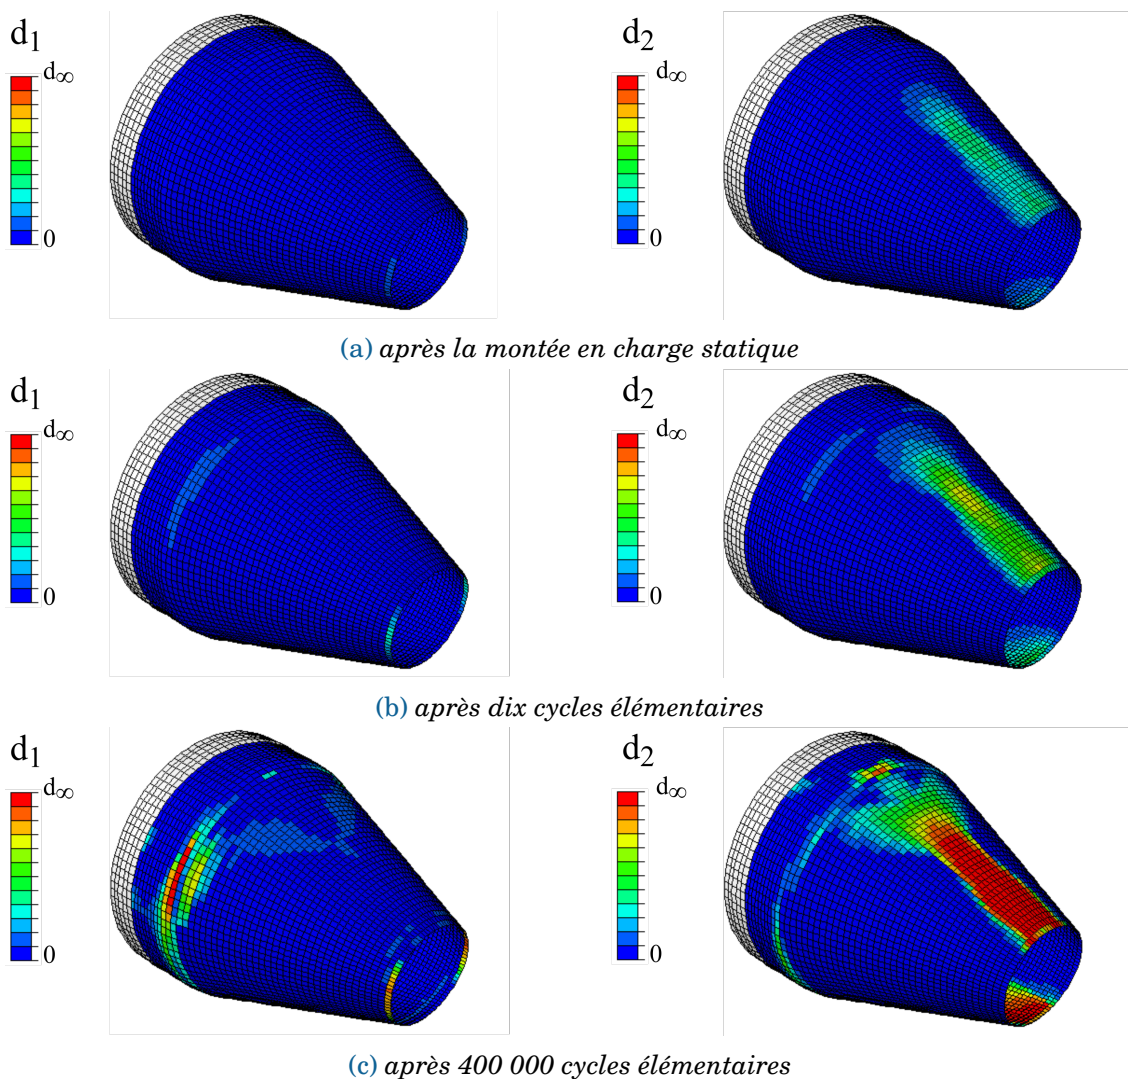 d₁ d₂
d∞ d∞
0 0
(a) après la montée en charge statique
d₁ d₂
d∞ d∞
0 0
(b) après dix cycles élémentaires
d₁ d₂
d∞ d∞
0 0
(c) après 400 000 cycles élémentaires